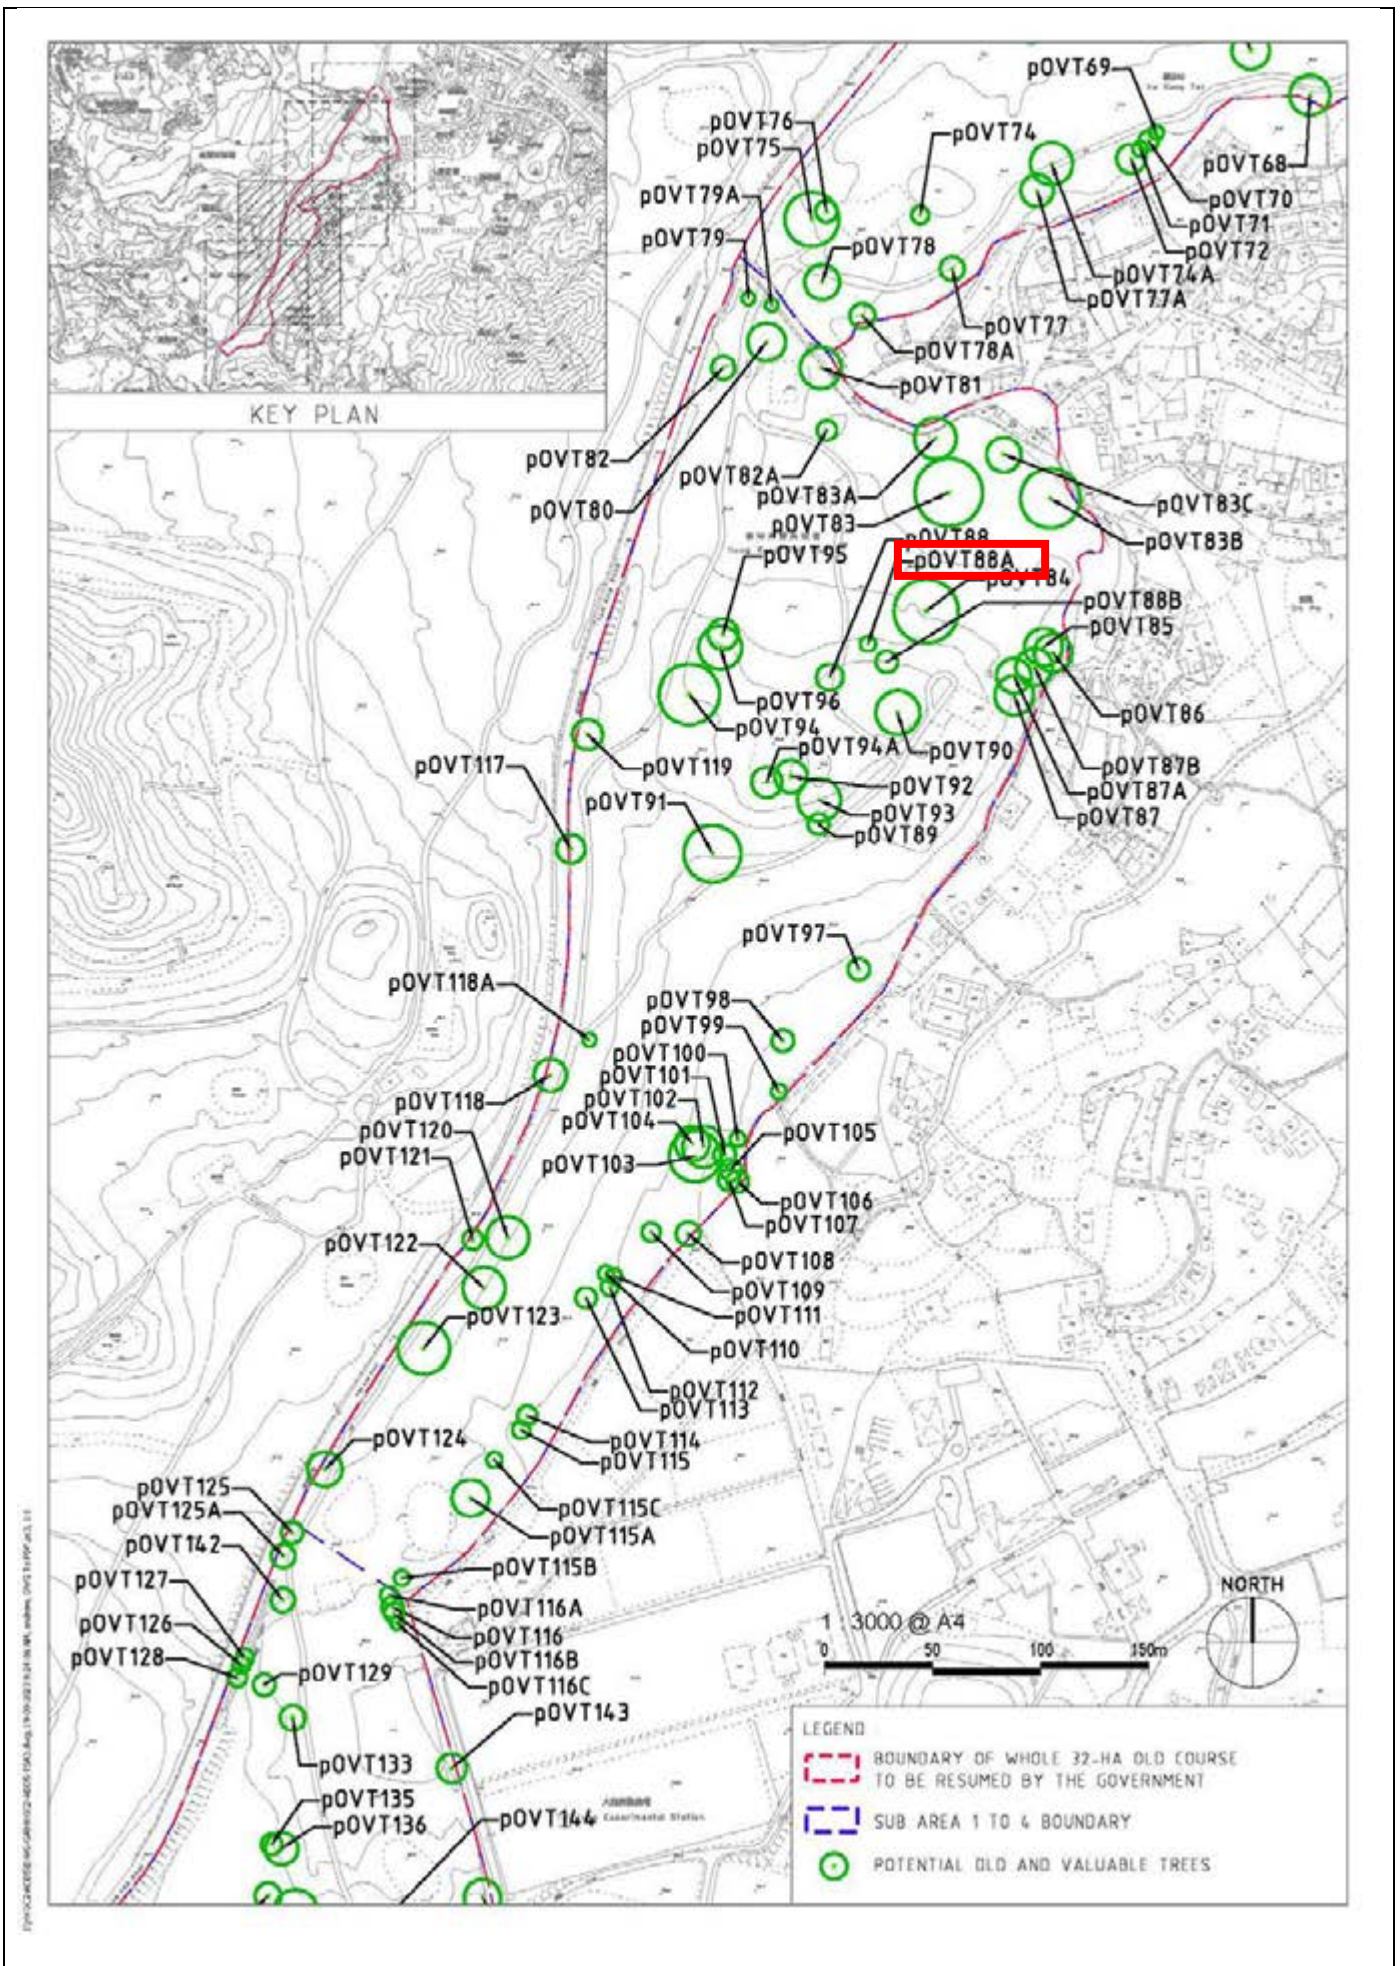 pOVT69
pOVT76
pOVT74
pOVT75
pOVT68
pOVT79A
pOVT70
pOVT71
pOVT79
pOVT78
pOVT72
pOVT74A
pOVT77A
pOVT77
pOVT78A
pOVT81
KEY PLAN
pOVT82
pOVT82A
pOVT83A
pOVT83C
pOVT80
pOVT83
pOVT83B
pOVT88
pOVT95
pOVT88A
pOVT84
pOVT88B
pOVT85
pOVT96
pOVT86
pOVT94
pOVT94A
pOVT90
pOVT119
pOVT117
pOVT87B
pOVT92
pOVT87A
pOVT91
pOVT93
pOVT87
pOVT89
pOVT97
pOVT118A
pOVT98
pOVT99
pOVT100
pOVT101
pOVT102
pOVT118
pOVT104
pOVT120
pOVT105
pOVT121
pOVT103
pOVT106
pOVT107
pOVT122
pOVT108
pOVT109
pOVT123
pOVT111
pOVT110
pOVT112
pOVT113
pOVT124
pOVT114
pOVT115
pOVT125
pOVT125A
pOVT115C
pOVT115A
pOVT142
pOVT115B
pOVT127
pOVT116A
NORTH
pOVT126
pOVT116
1 : 3000 @ A4
pOVT128
pOVT116B
0 50 100 150m
pOVT129
pOVT116C
pOVT143
LEGEND
BOUNDARY OF WHOLE 32-HA OLD COURSE
TO BE RESUMED BY THE GOVERNMENT
pOVT133
pOVT135
pOVT136
pOVT144
Experimental Station
SUB AREA 1 TO 4 BOUNDARY
POTENTIAL OLD AND VALUABLE TREES